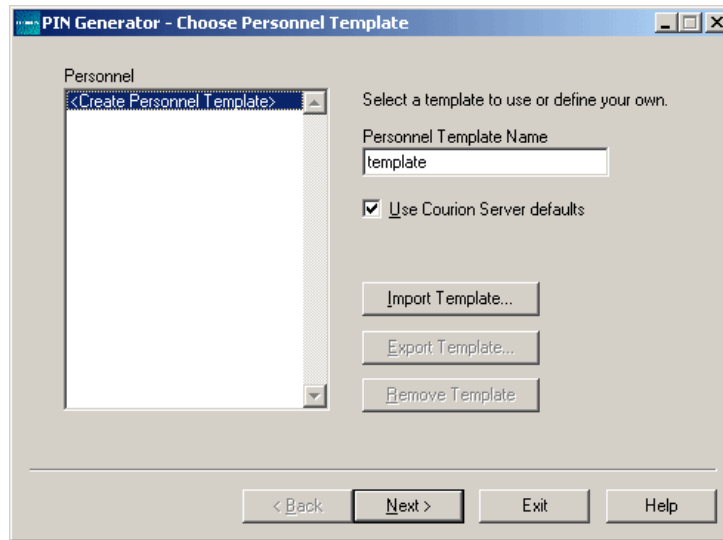 PIN Generator - Choose Personnel Template
Personnel
<Create Personnel Template>
Select a template to use or define your own.
Personnel Template Name
template
Use Courion Server defaults
Import Template...
Export Template...
Remove Template
< Back
Next >
Exit
Help